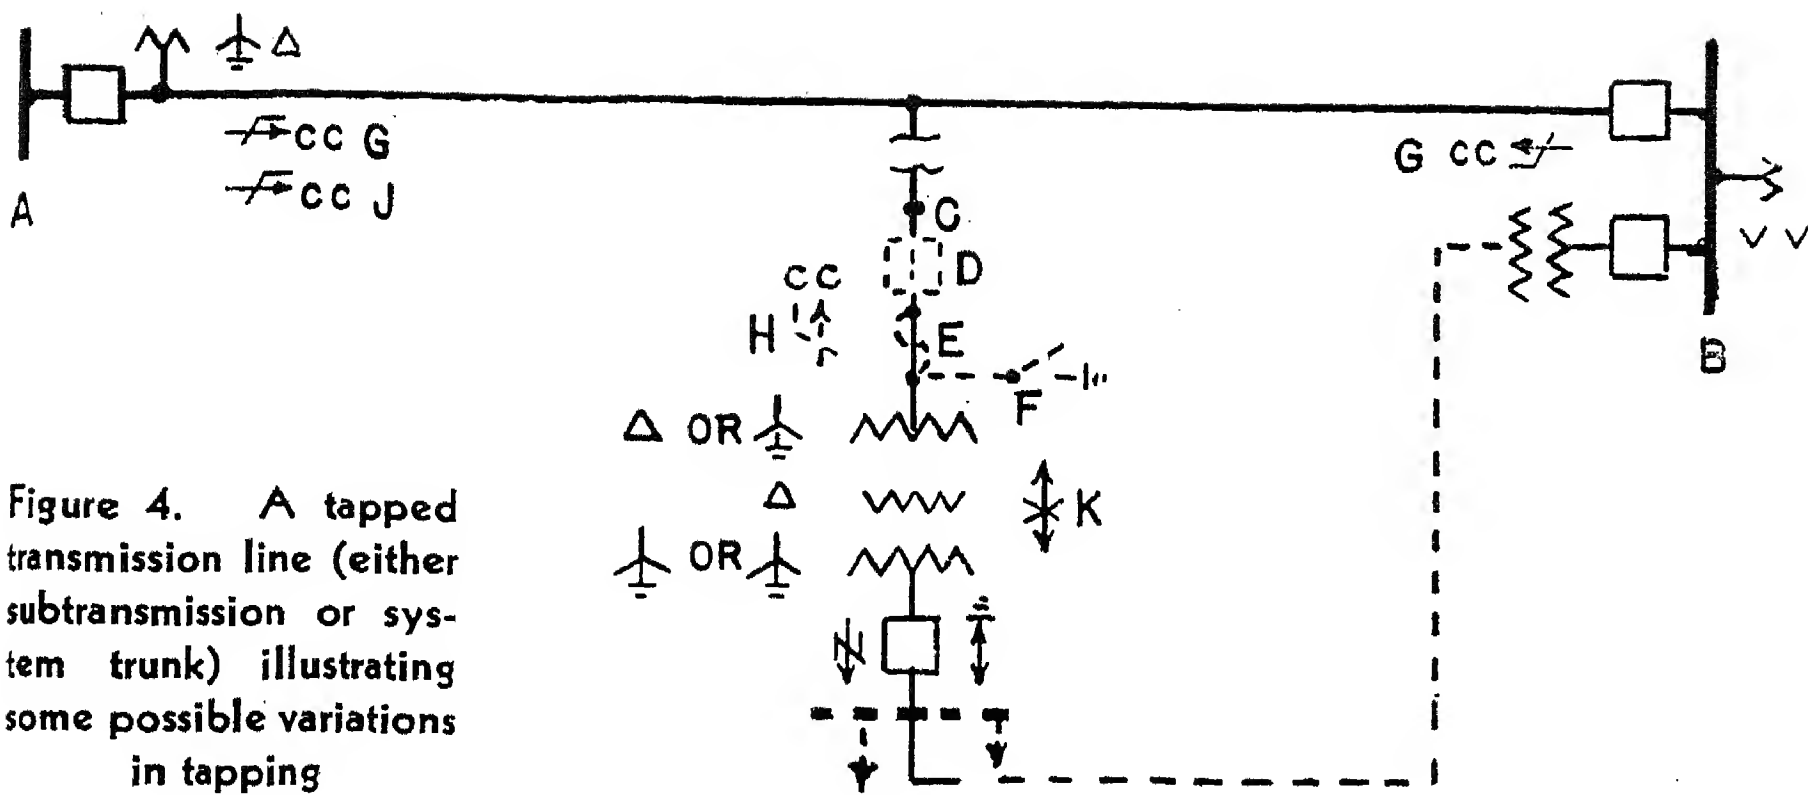 Δ
CC G
CC J
A
G CC
C
D
CC
H
E
F
B
Δ OR
Δ
K
OR
Figure 4. A tapped
transmission line (either
subtransmission or sys-
tem trunk) illustrating
some possible variations
in tapping